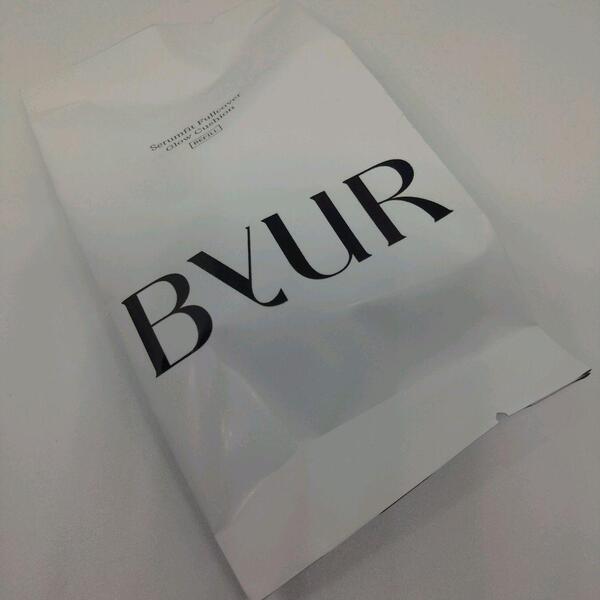 Serumfit Fullcover
Glow Cushion
[REFILL]
BYUR